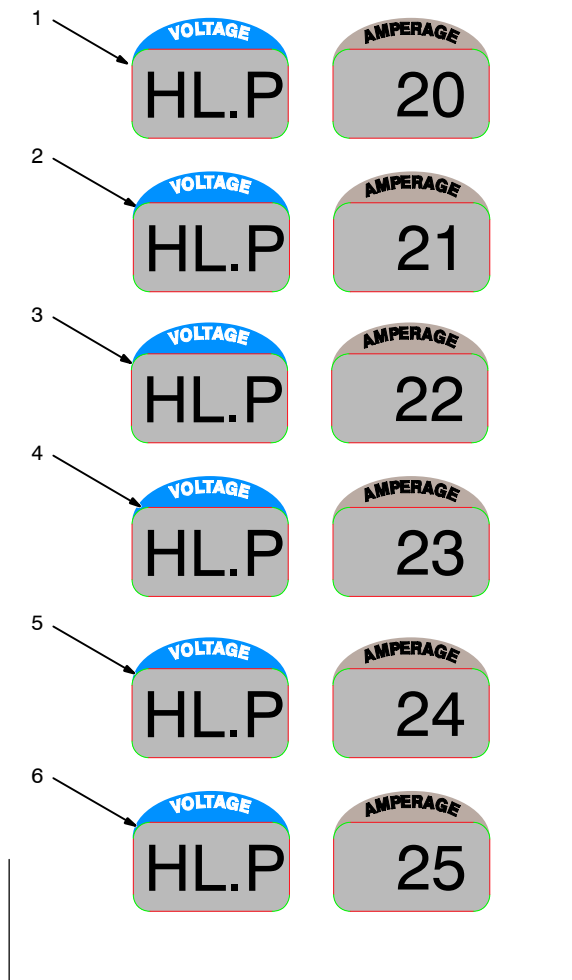 1 VOLTAGE AMPERAGE
HL.P 20
2 VOLTAGE AMPERAGE
HL.P 21
3 VOLTAGE AMPERAGE
HL.P 22
4 VOLTAGE AMPERAGE
HL.P 23
5 VOLTAGE AMPERAGE
HL.P 24
6 VOLTAGE AMPERAGE
HL.P 25